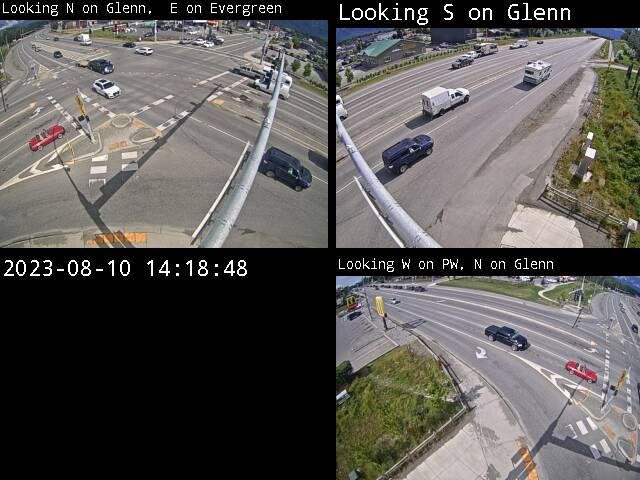 Looking N on Glenn,  E on Evergreen
Looking S on Glenn
2023-08-10 14:18:48
Looking W on PW, N on Glenn